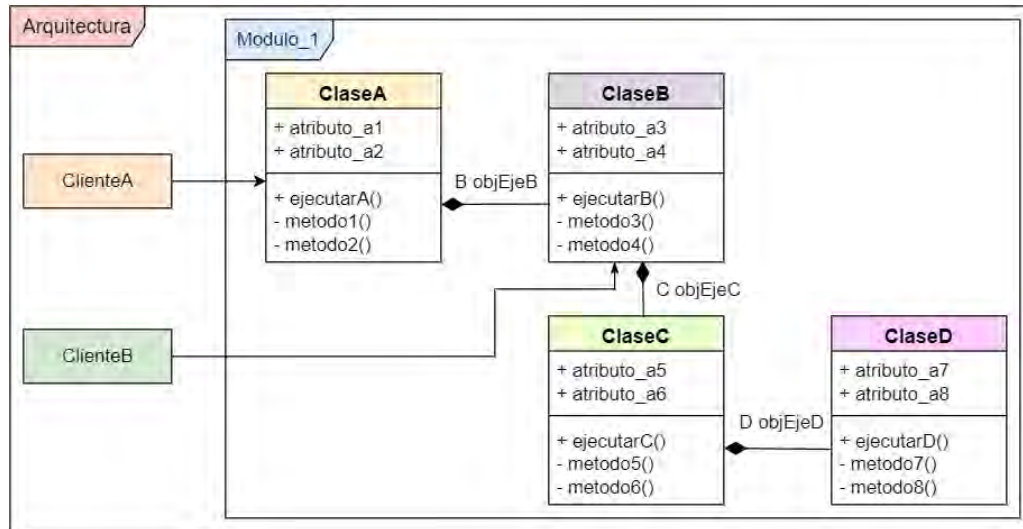 Arquitectura
Modulo_1
ClaseA
+ atributo_a1
+ atributo_a2
+ ejecutarA()
- metodo1()
- metodo2()
B objEjeB
ClaseB
+ atributo_a3
+ atributo_a4
+ ejecutarB()
- metodo3()
- metodo4()
ClienteA
C objEjeC
ClienteB
ClaseC
+ atributo_a5
+ atributo_a6
+ ejecutarC()
- metodo5()
- metodo6()
D objEjeD
ClaseD
+ atributo_a7
+ atributo_a8
+ ejecutarD()
- metodo7()
- metodo8()